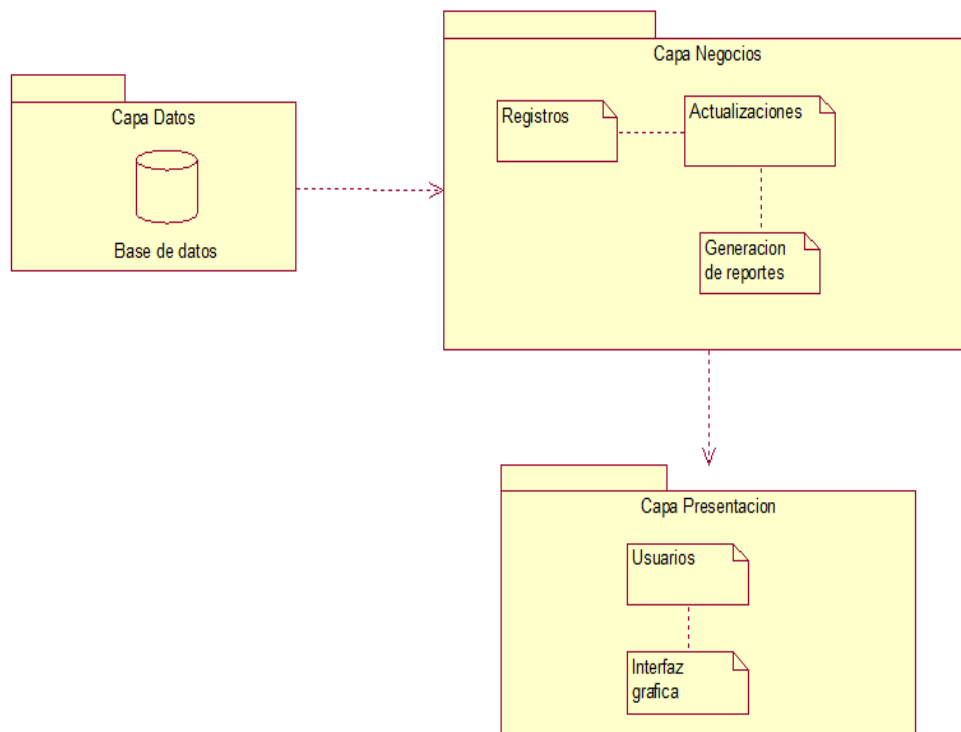 Capa Negocios
Registros
Actualizaciones
Capa Datos
Base de datos
Generacion
de reportes
Capa Presentacion
Usuarios
Interfaz
grafica